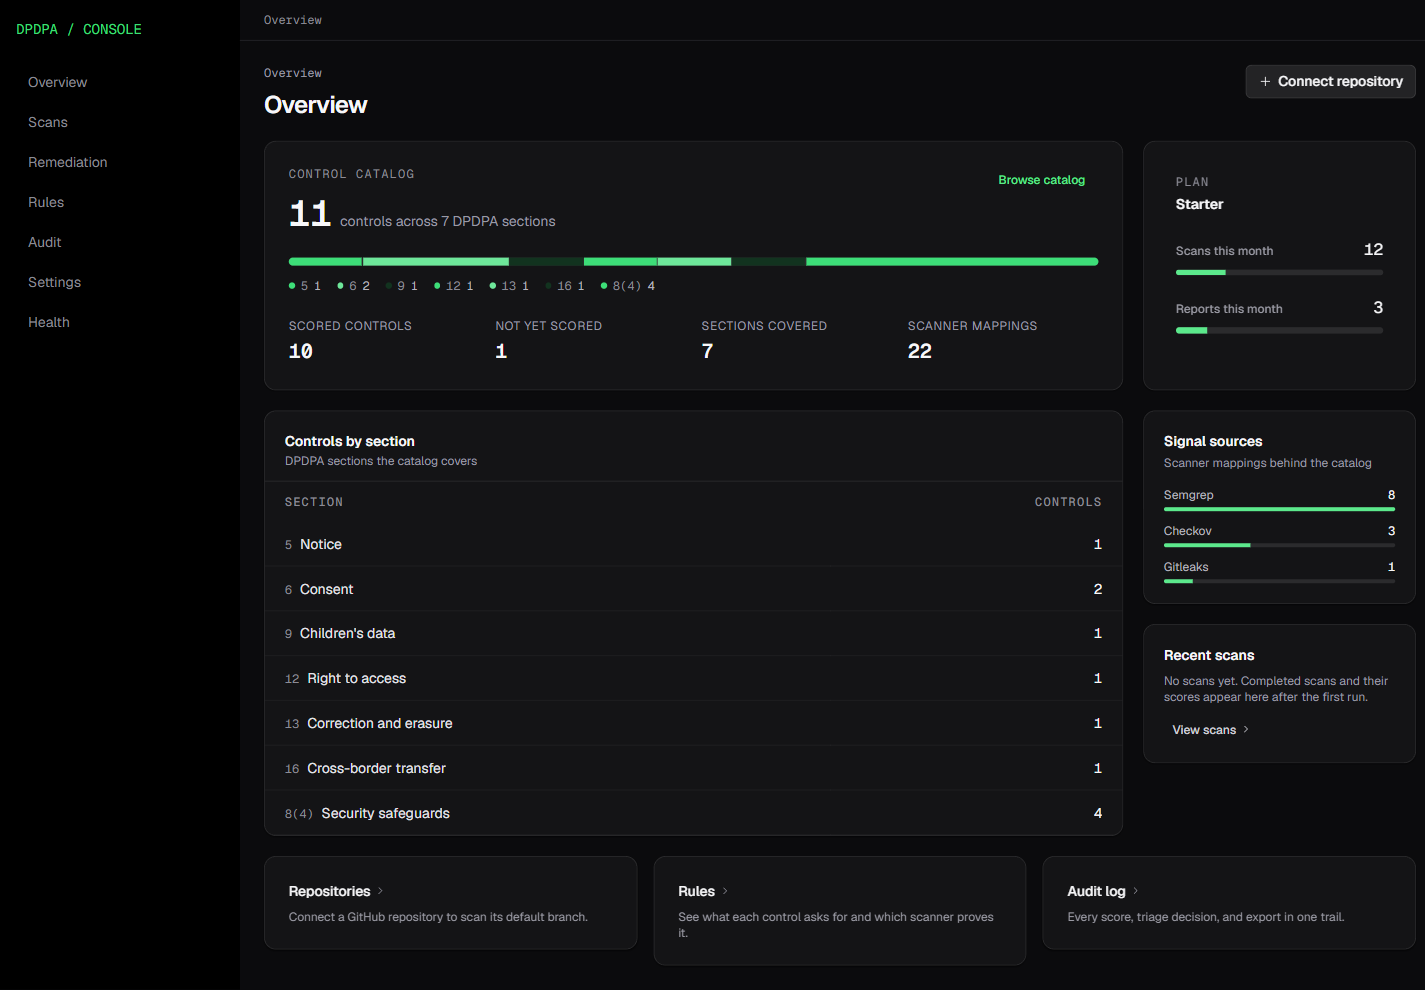 DPDPA / CONSOLE
Overview
Scans
Remediation
Rules
Audit
Settings
Health
Overview
Overview
Overview
+ Connect repository
CONTROL CATALOG
Browse catalog
11 controls across 7 DPDPA sections
5 1 6 2 9 1 12 1 13 1 16 1 8(4) 4
SCORED CONTROLS
10
NOT YET SCORED
1
SECTIONS COVERED
7
SCANNER MAPPINGS
22
PLAN
Starter
Scans this month 12
Reports this month 3
Controls by section
DPDPA sections the catalog covers
SECTION CONTROLS
5 Notice 1
6 Consent 2
9 Children's data 1
12 Right to access 1
13 Correction and erasure 1
16 Cross-border transfer 1
8(4) Security safeguards 4
Signal sources
Scanner mappings behind the catalog
Semgrep 8
Checkov 3
Gitleaks 1
Recent scans
No scans yet. Completed scans and their
scores appear here after the first run.
View scans >
Repositories >
Connect a GitHub repository to scan its default branch.
Rules >
See what each control asks for and which scanner proves
it.
Audit log >
Every score, triage decision, and export in one trail.